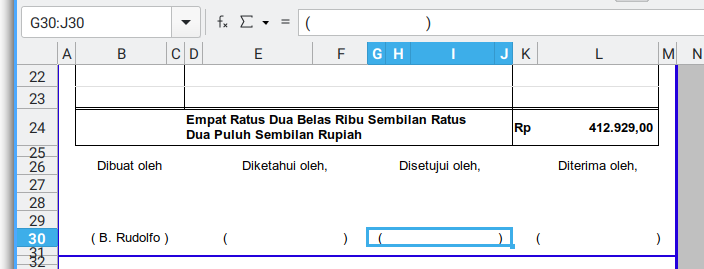 G30:J30 fx Σ = ( )
A B C D E F G H I J K L M N
22
23
24 Empat Ratus Dua Belas Ribu Sembilan Ratus
Dua Puluh Sembilan Rupiah Rp 412.929,00
25
26 Dibuat oleh Diketahui oleh, Disetujui oleh, Diterima oleh,
27
28
29
30 ( B. Rudolfo ) ( ) ( ) ( )
31
32